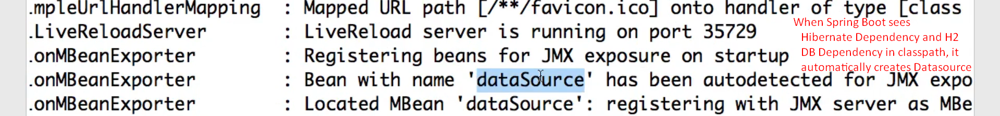 .mpleUrlHandlerMapping : Mapped URL path [/**/favicon.ico] onto handler of type [class
.LiveReloadServer : LiveReload server is running on port 35729
.onMBeanExporter : Registering beans for JMX exposure on startup
.onMBeanExporter : Bean with name 'dataSource' has been autodetected for JMX expo
.onMBeanExporter : Located MBean 'dataSource': registering with JMX server as MBe
When Spring Boot sees
Hibernate Dependency and H2
DB Dependency in classpath, it
automatically creates Datasource